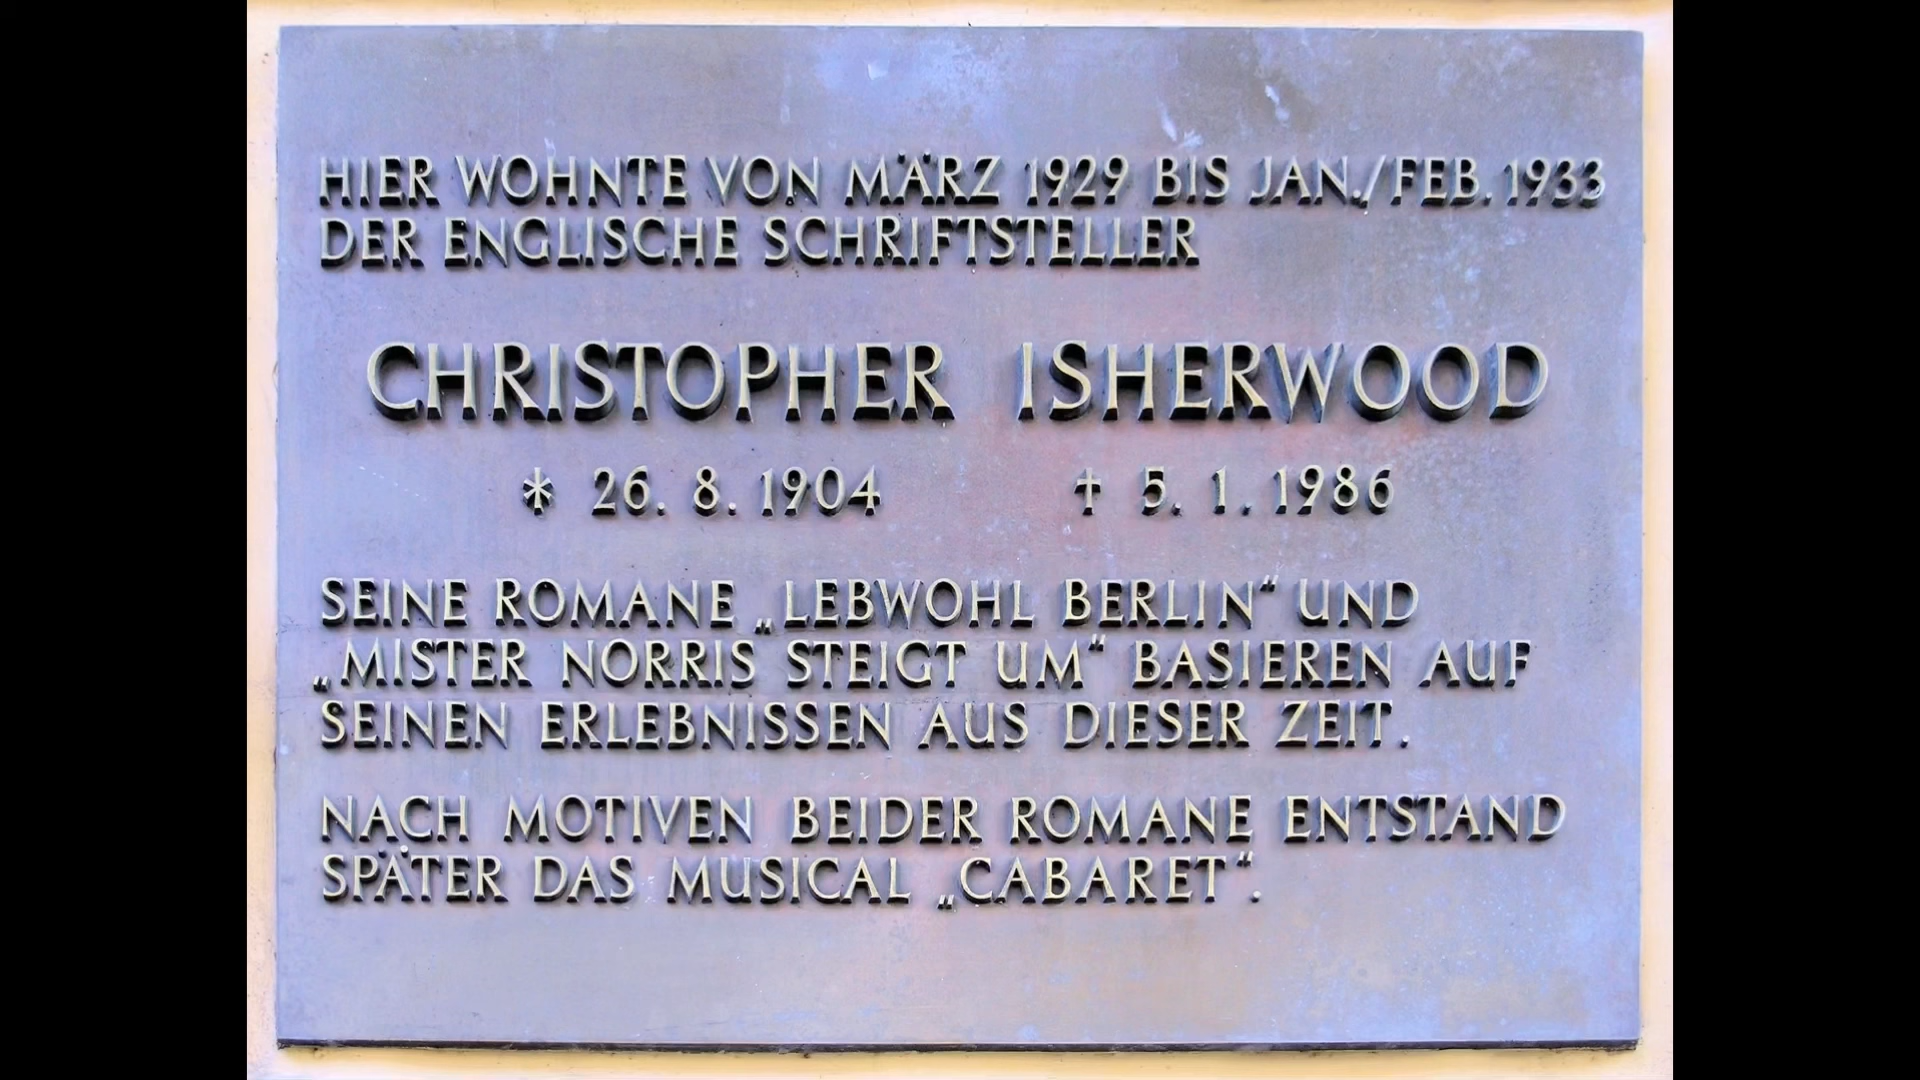 HIER WOHNTE VON MÄRZ 1929 BIS JAN./FEB. 1933
DER ENGLISCHE SCHRIFTSTELLER
CHRISTOPHER ISHERWOOD
* 26. 8. 1904 † 5. 1. 1986
SEINE ROMANE „LEBWOHL BERLIN“ UND
„MISTER NORRIS STEIGT UM“ BASIEREN AUF
SEINEN ERLEBNISSEN AUS DIESER ZEIT.
NACH MOTIVEN BEIDER ROMANE ENTSTAND
SPÄTER DAS MUSICAL „CABARET“.